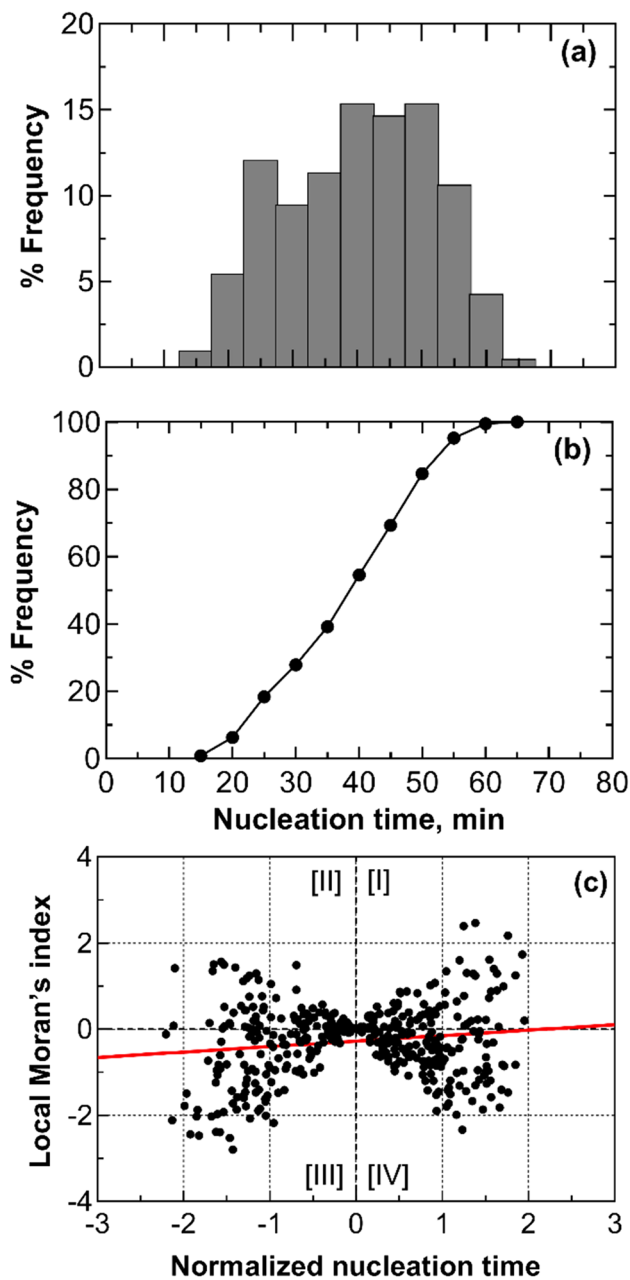 20
15
10
5
0
% Frequency
(a)
100
80
60
40
20
0
% Frequency
(b)
0 10 20 30 40 50 60 70 80
Nucleation time, min
4
2
0
-2
-4
Local Moran's index
[II] [I]
(c)
[III] [IV]
-3 -2 -1 0 1 2 3
Normalized nucleation time